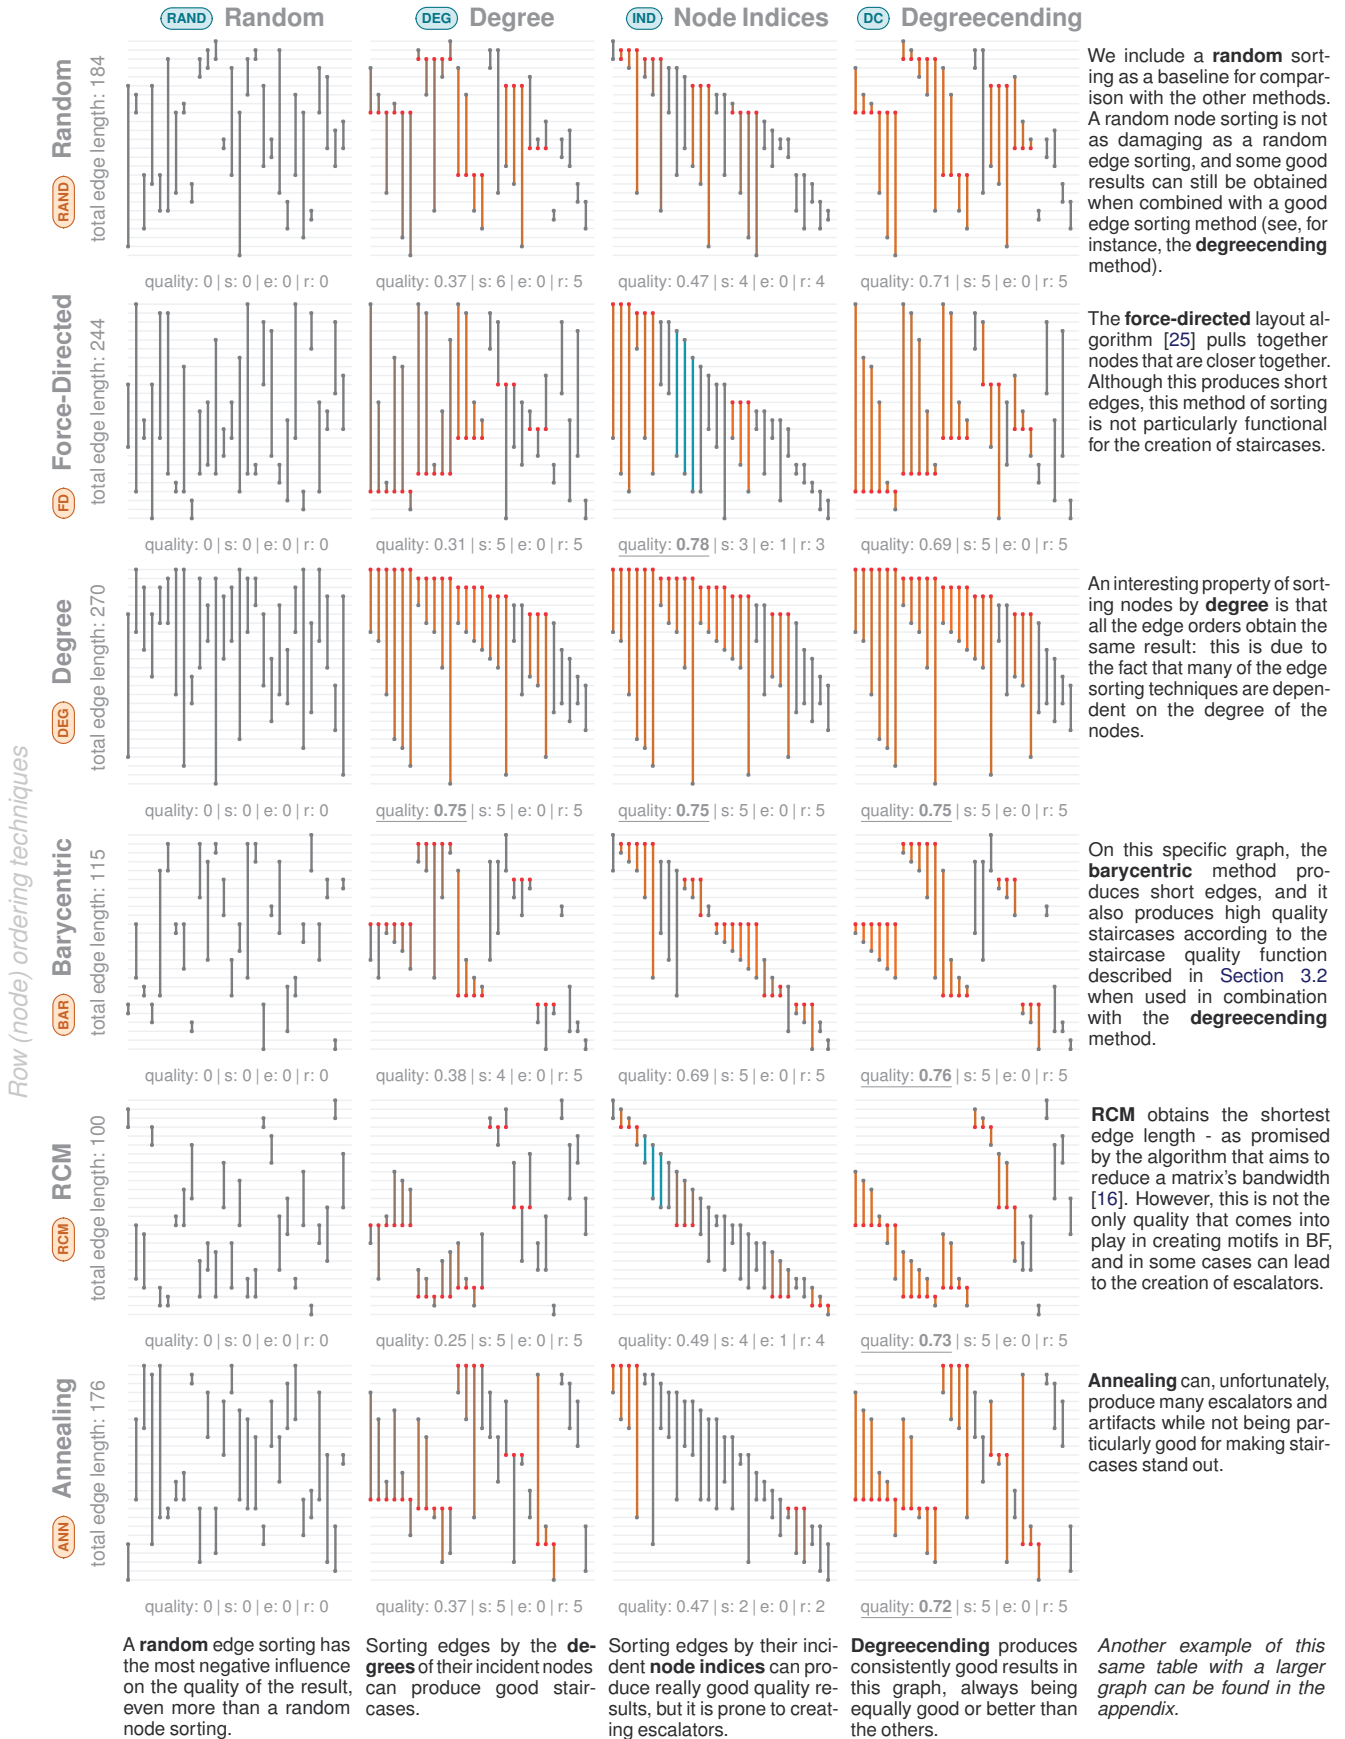 RAND Random DEG Degree IND Node Indices DC Degreecending
Row (node) ordering techniques
RAND Random
total edge length: 184
quality: 0 | s: 0 | e: 0 | r: 0
quality: 0.37 | s: 6 | e: 0 | r: 5
quality: 0.47 | s: 4 | e: 0 | r: 4
quality: 0.71 | s: 5 | e: 0 | r: 5
We include a random sort-
ing as a baseline for compar-
ison with the other methods.
A random node sorting is not
as damaging as a random
edge sorting, and some good
results can still be obtained
when combined with a good
edge sorting method (see, for
instance, the degreecending
method).
FD Force-Directed
total edge length: 244
quality: 0 | s: 0 | e: 0 | r: 0
quality: 0.31 | s: 5 | e: 0 | r: 5
quality: 0.78 | s: 3 | e: 1 | r: 3
quality: 0.69 | s: 5 | e: 0 | r: 5
The force-directed layout al-
gorithm [25] pulls together
nodes that are closer together.
Although this produces short
edges, this method of sorting
is not particularly functional
for the creation of staircases.
DEG Degree
total edge length: 270
quality: 0 | s: 0 | e: 0 | r: 0
quality: 0.75 | s: 5 | e: 0 | r: 5
quality: 0.75 | s: 5 | e: 0 | r: 5
quality: 0.75 | s: 5 | e: 0 | r: 5
An interesting property of sort-
ing nodes by degree is that
all the edge orders obtain the
same result: this is due to
the fact that many of the edge
sorting techniques are depen-
dent on the degree of the
nodes.
BAR Barycentric
total edge length: 115
quality: 0 | s: 0 | e: 0 | r: 0
quality: 0.38 | s: 4 | e: 0 | r: 5
quality: 0.69 | s: 5 | e: 0 | r: 5
quality: 0.76 | s: 5 | e: 0 | r: 5
On this specific graph, the
barycentric method pro-
duces short edges, and it
also produces high quality
staircases according to the
staircase quality function
described in Section 3.2
when used in combination
with the degreecending
method.
RCM RCM
total edge length: 100
quality: 0 | s: 0 | e: 0 | r: 0
quality: 0.25 | s: 5 | e: 0 | r: 5
quality: 0.49 | s: 4 | e: 1 | r: 4
quality: 0.73 | s: 5 | e: 0 | r: 5
RCM obtains the shortest
edge length - as promised
by the algorithm that aims to
reduce a matrix's bandwidth
[16]. However, this is not the
only quality that comes into
play in creating motifs in BF,
and in some cases can lead
to the creation of escalators.
ANN Annealing
total edge length: 176
quality: 0 | s: 0 | e: 0 | r: 0
quality: 0.37 | s: 5 | e: 0 | r: 5
quality: 0.47 | s: 2 | e: 0 | r: 2
quality: 0.72 | s: 5 | e: 0 | r: 5
Annealing can, unfortunately,
produce many escalators and
artifacts while not being par-
ticularly good for making stair-
cases stand out.
A random edge sorting has
the most negative influence
on the quality of the result,
even more than a random
node sorting.
Sorting edges by the de-
grees of their incident nodes
can produce good stair-
cases.
Sorting edges by their inci-
dent node indices can pro-
duce really good quality re-
sults, but it is prone to creat-
ing escalators.
Degreecending produces
consistently good results in
this graph, always being
equally good or better than
the others.
Another example of this
same table with a larger
graph can be found in the
appendix.